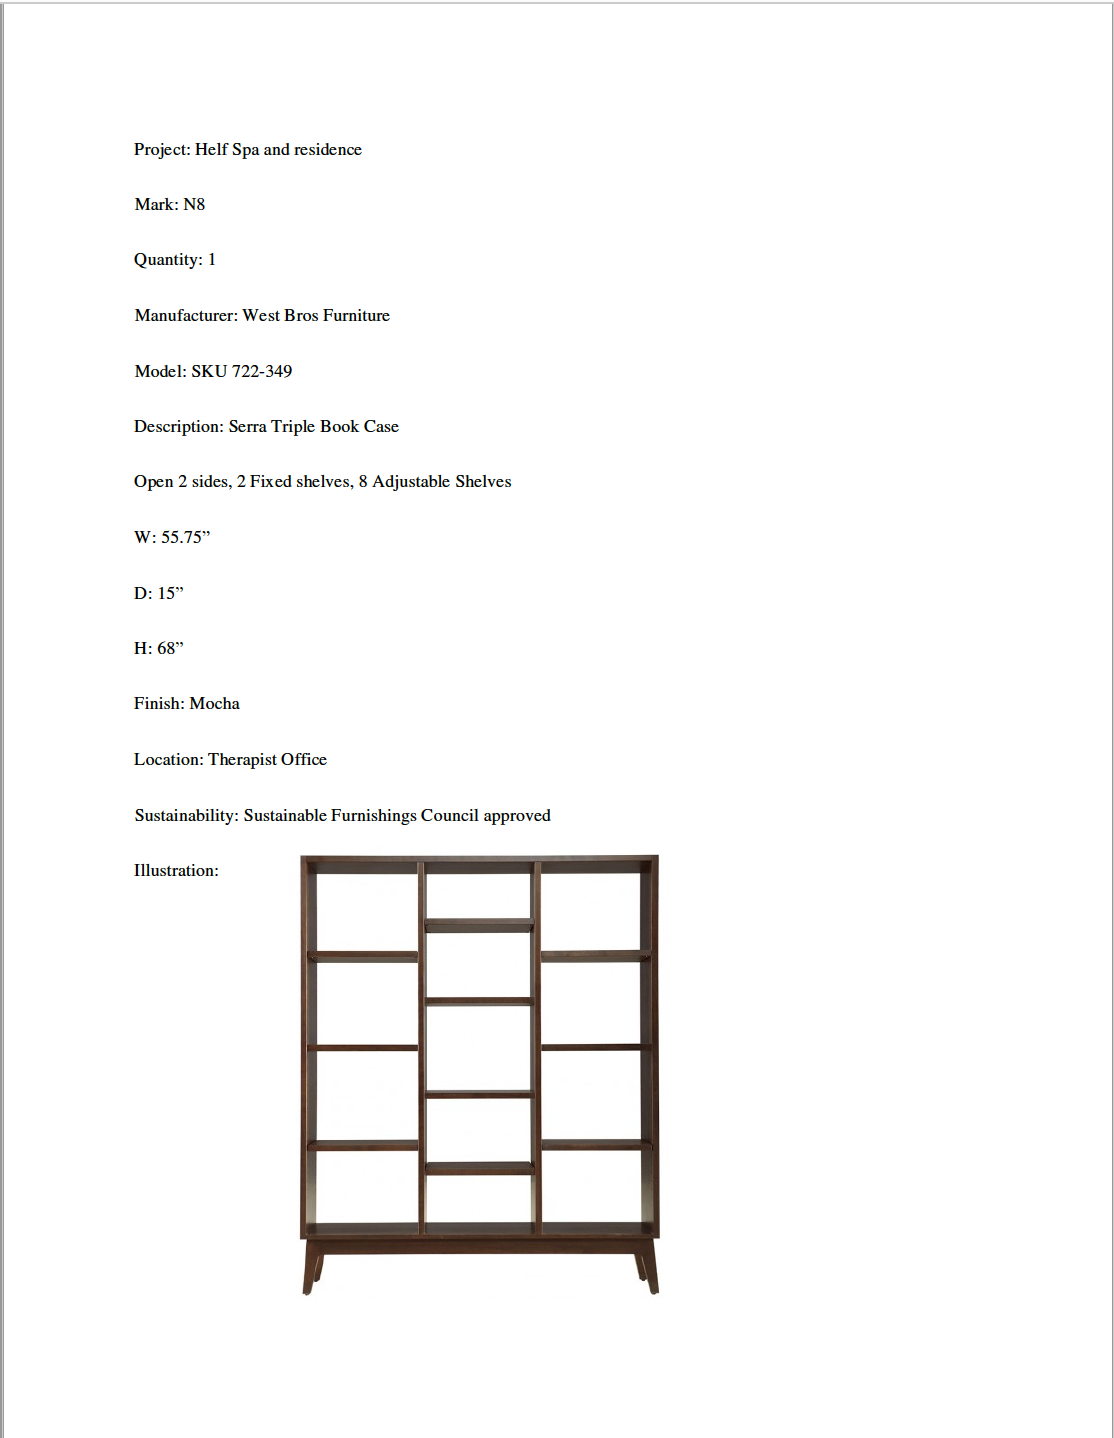 Project: Helf Spa and residence
Mark: N8
Quantity: 1
Manufacturer: West Bros Furniture
Model: SKU 722-349
Description: Serra Triple Book Case
Open 2 sides, 2 Fixed shelves, 8 Adjustable Shelves
W: 55.75”
D: 15”
H: 68”
Finish: Mocha
Location: Therapist Office
Sustainability: Sustainable Furnishings Council approved
Illustration: